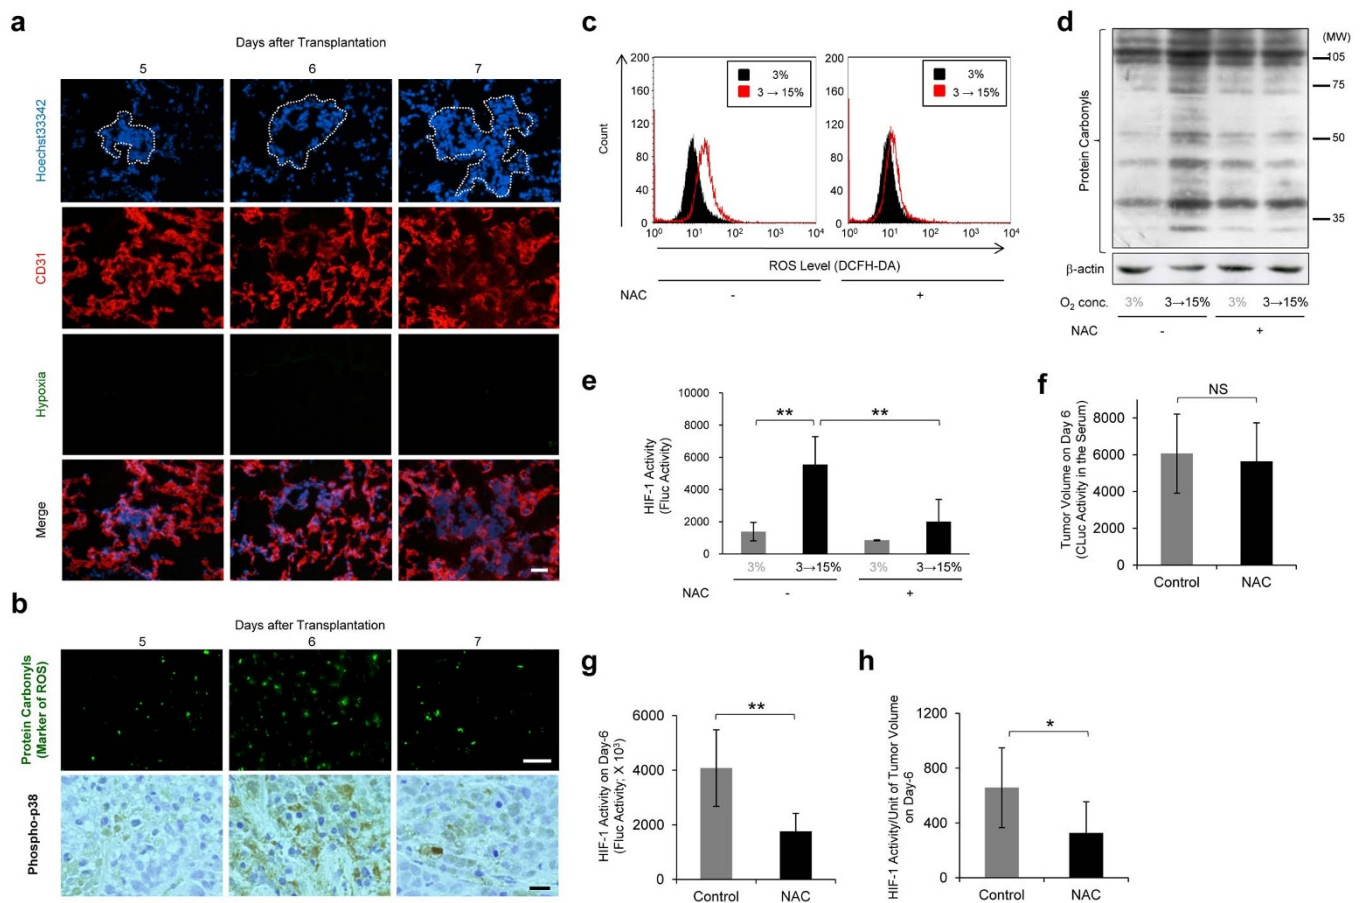 a
Days after Transplantation
5 6 7
Hoechst33342
CD31
Hypoxia
Merge
b
Days after Transplantation
5 6 7
Protein Carbonyls
(Marker of ROS)
Phospho-p38
c
200
160
120
80
40
0
Count
3%
3 → 15%
10⁰ 10¹ 10² 10³ 10⁴
200
160
120
80
40
0
3%
3 → 15%
10⁰ 10¹ 10² 10³ 10⁴
ROS Level (DCFH-DA)
NAC - +
d
Protein Carbonyls
(MW)
105
75
50
35
β-actin
O₂ conc. 3% 3→15% 3% 3→15%
NAC - +
e
10000
8000
6000
4000
2000
0
HIF-1 Activity
(Fluc Activity)
** **
3% 3→15% 3% 3→15%
NAC - +
f
8000
6000
4000
2000
0
Tumor Volume on Day 6
(CLuc Activity in the Serum)
NS
Control NAC
g
6000
4000
2000
0
HIF-1 Activity on Day-6
(Fluc Activity; X 10³)
**
Control NAC
h
1200
800
400
0
HIF-1 Activity/Unit of Tumor Volume
on Day-6
*
Control NAC